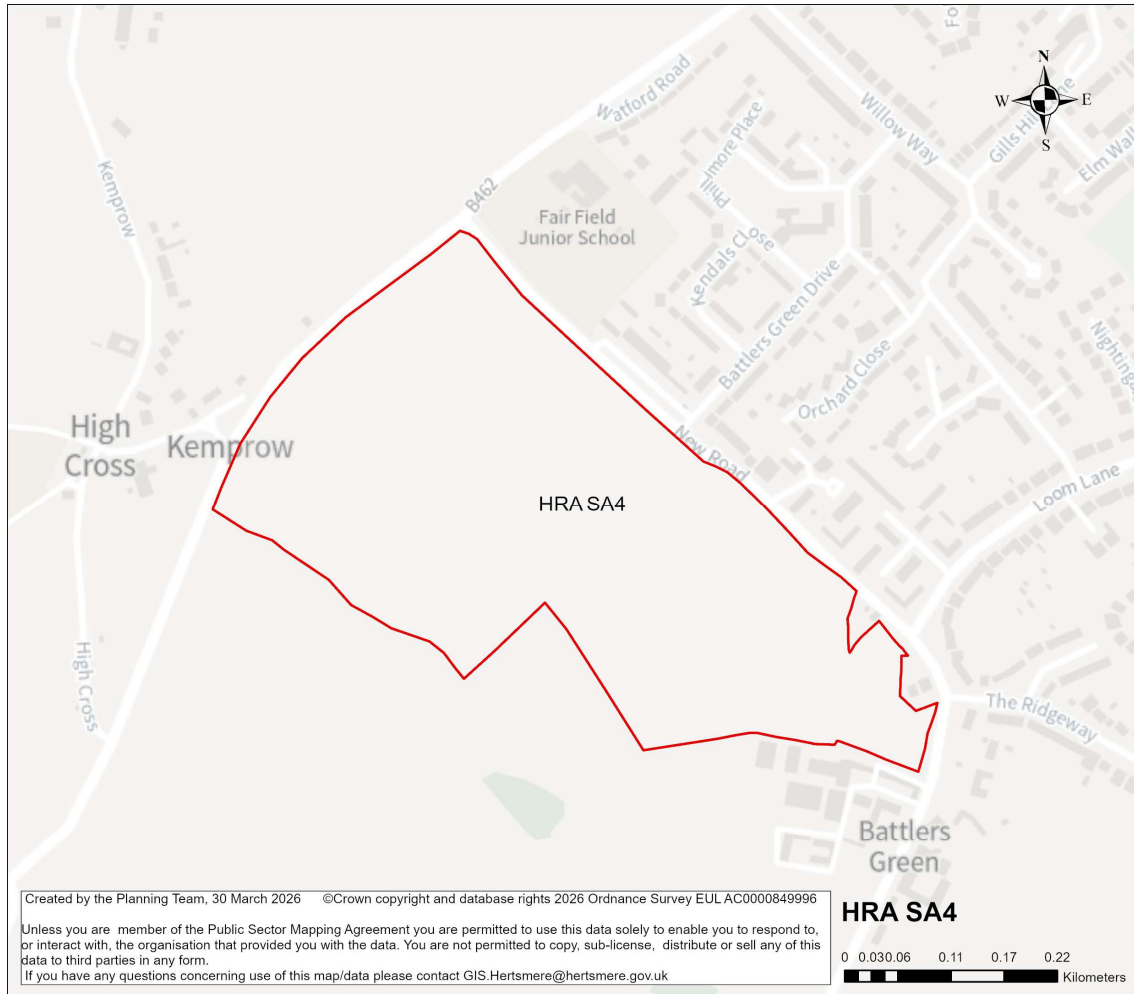 Fo
N
W E
S
Watford Road
Willow Way
Gills Hill
Elm Wal
Phillimore Place
Kemprow
B462
Fair Field
Junior School
Kendals Close
Battlers Green Drive
Nighting
Orchard Close
High
Cross
Kemprow
New Road
Loom Lane
HRA SA4
High Cross
The Ridgeway
Battlers
Green
Created by the Planning Team, 30 March 2026 ©Crown copyright and database rights 2026 Ordnance Survey EUL AC0000849996
Unless you are member of the Public Sector Mapping Agreement you are permitted to use this data solely to enable you to respond to,
or interact with, the organisation that provided you with the data. You are not permitted to copy, sub-license, distribute or sell any of this
data to third parties in any form.
If you have any questions concerning use of this map/data please contact GIS.Hertsmere@hertsmere.gov.uk
HRA SA4
0 0.03 0.06 0.11 0.17 0.22
Kilometers